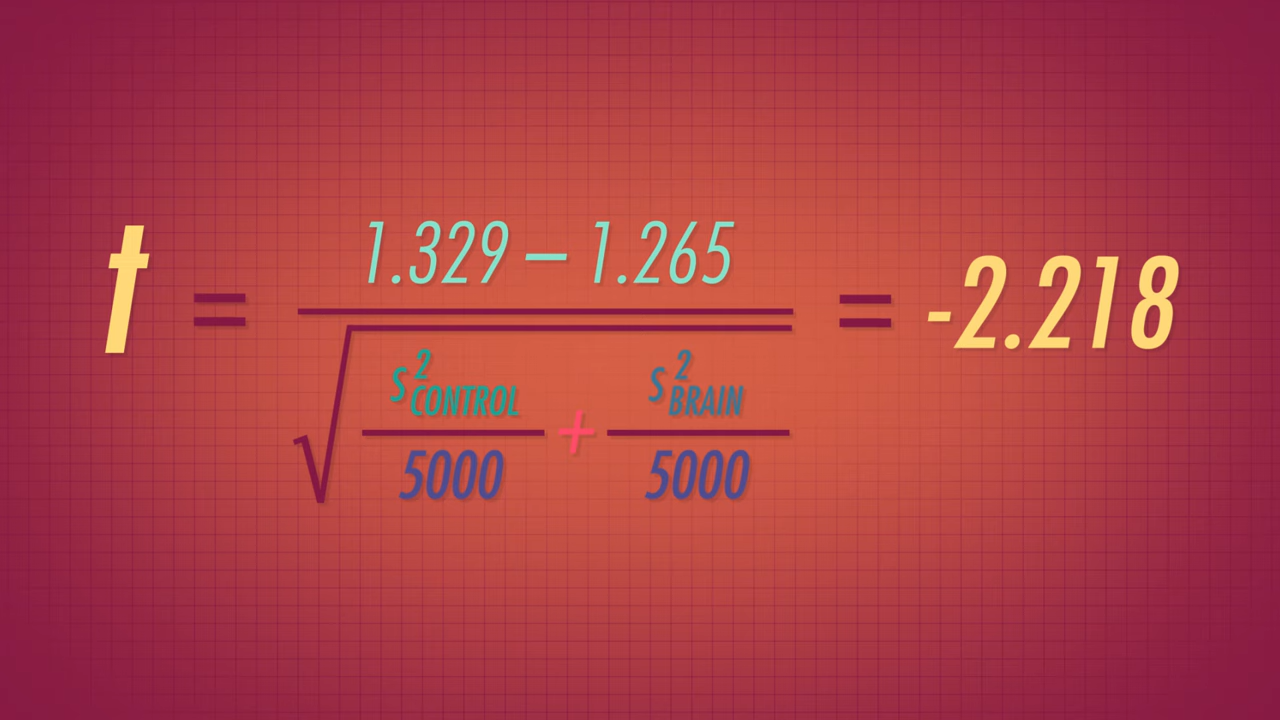 t = 1.329 – 1.265 = -2.218
√ S²CONTROL + S²BRAIN
5000 5000